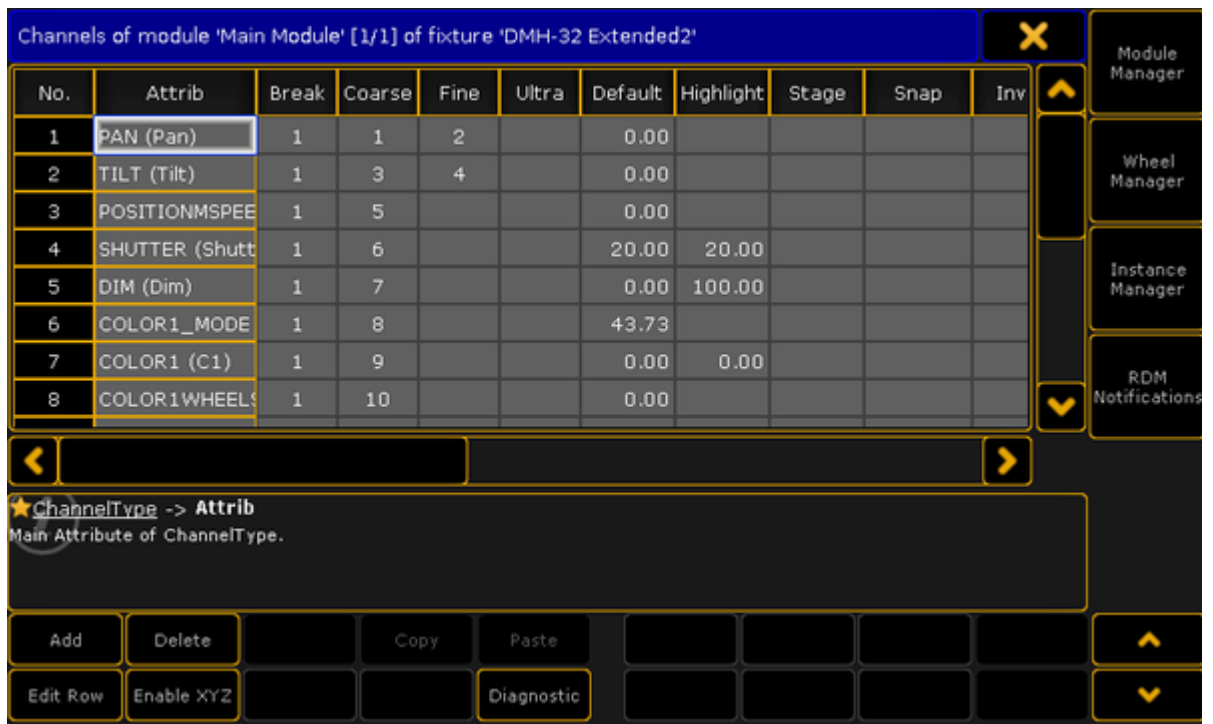 Channels of module 'Main Module' [1/1] of fixture 'DMH-32 Extended2'
Module Manager
No. Attrib Break Coarse Fine Ultra Default Highlight Stage Snap Inv
1 PAN (Pan) 1 1 2 0.00
2 TILT (Tilt) 1 3 4 0.00
Wheel Manager
3 POSITIONMSPEE 1 5 0.00
4 SHUTTER (Shutt 1 6 20.00 20.00
Instance Manager
5 DIM (Dim) 1 7 0.00 100.00
6 COLOR1_MODE 1 8 43.73
7 COLOR1 (C1) 1 9 0.00 0.00
RDM Notifications
8 COLOR1WHEELS 1 10 0.00
ChannelType -> Attrib
Main Attribute of ChannelType.
Add Delete Copy Paste
Edit Row Enable XYZ Diagnostic